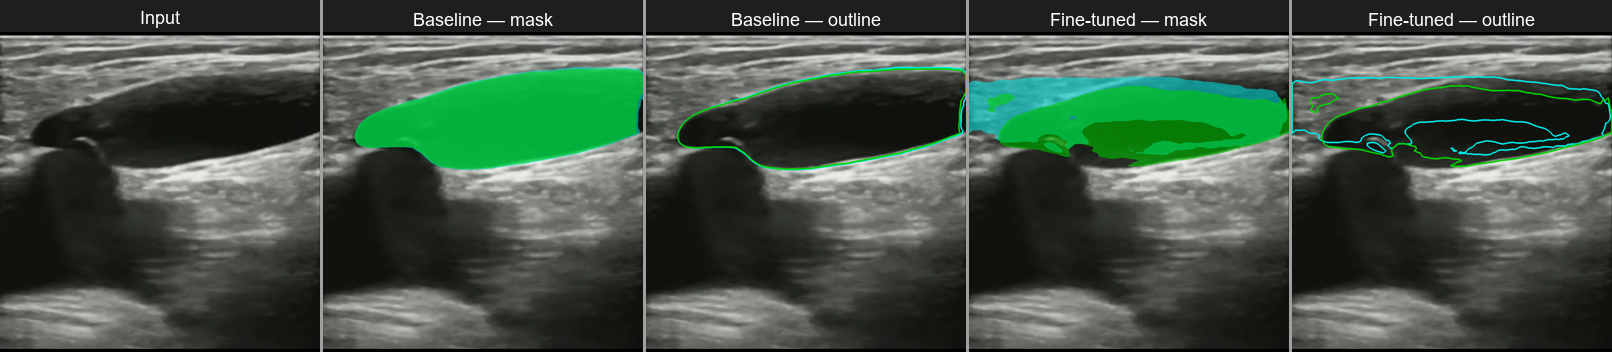 Input
Baseline — mask
Baseline — outline
Fine-tuned — mask
Fine-tuned — outline